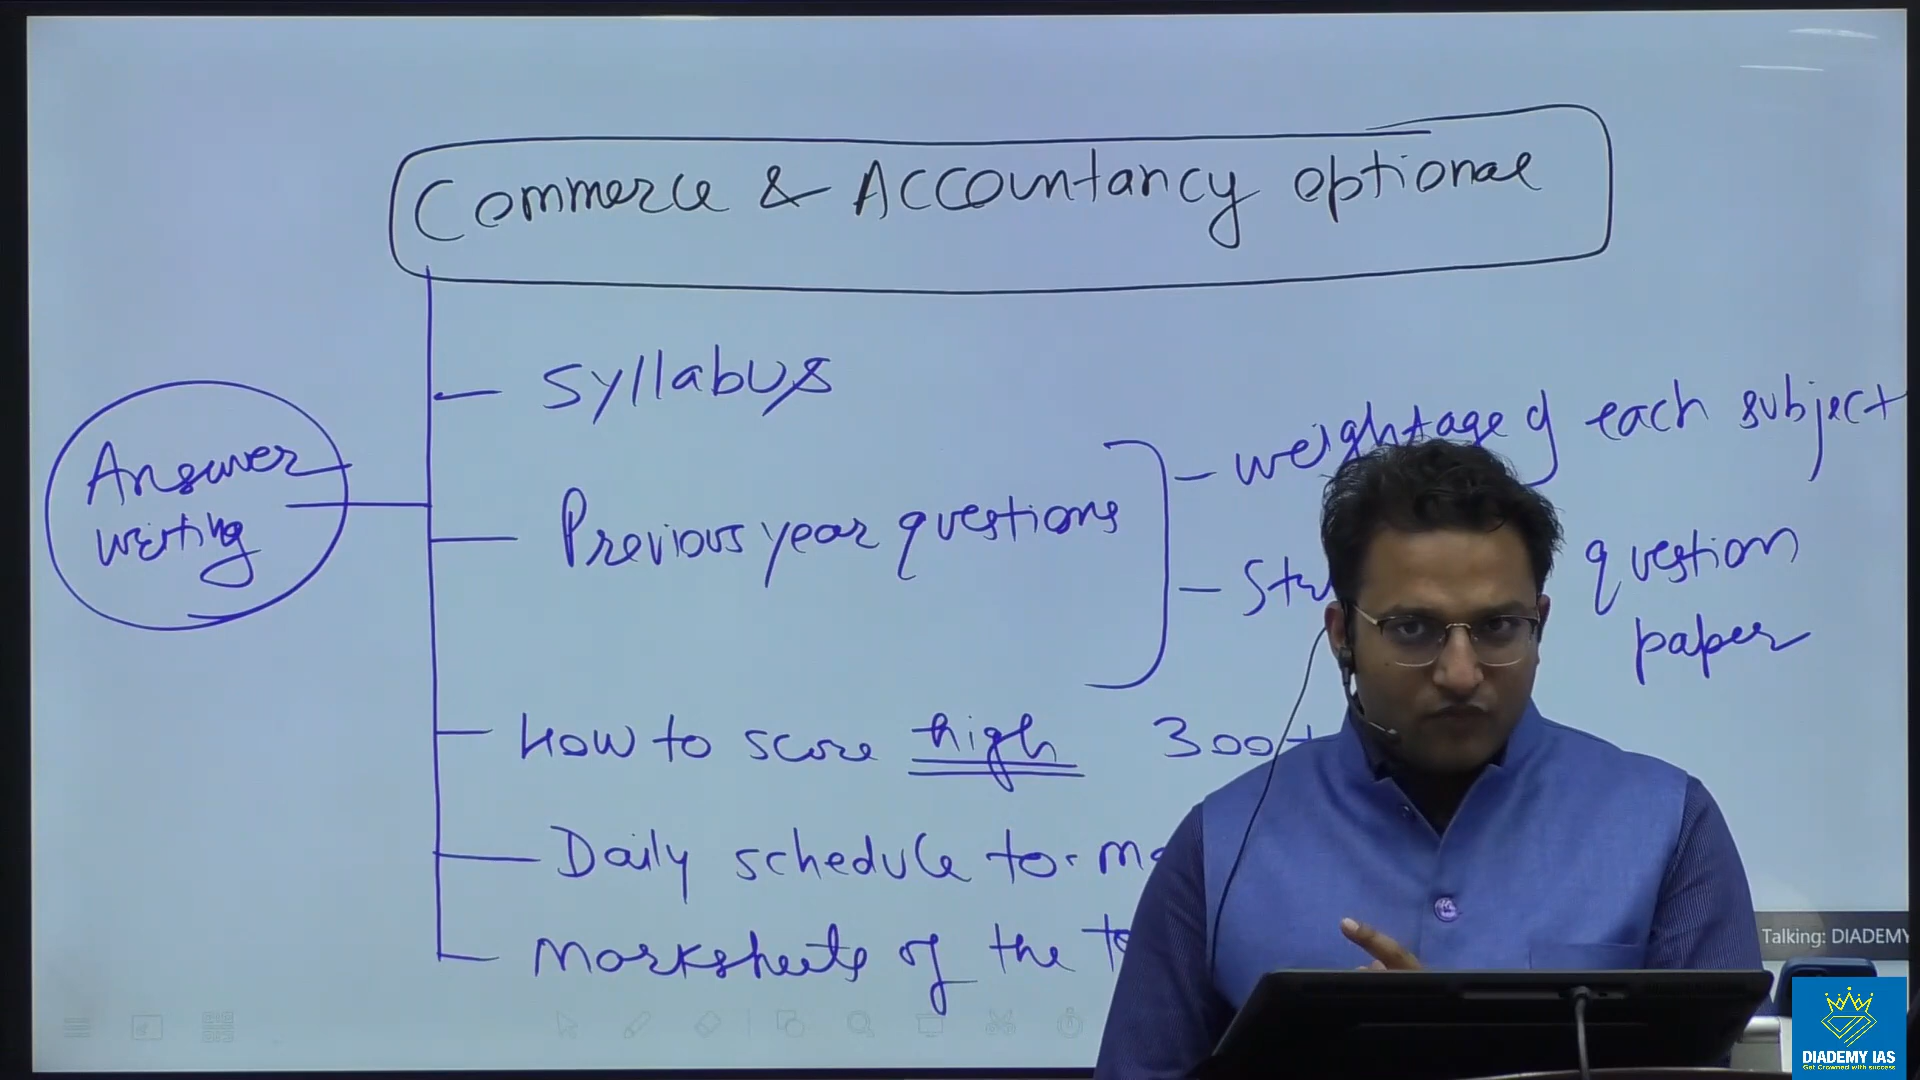 Commerce & Accountancy optional
Syllabus
Answer
writing
Previous year questions
weightage of each subject
question
paper
How to score high 300+
Daily schedule to
Marksheets of the
Talking: DIADEMY
DIADEMY IAS
Get Crowned with success